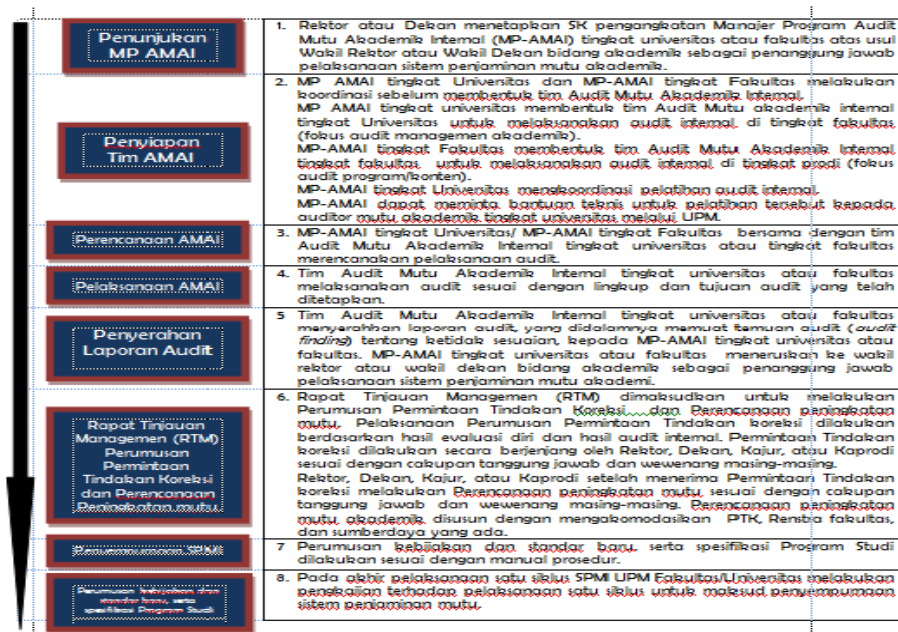 Penunjukan
MP AMAI
1. Rektor atau Dekan menetapkan SK pengangkatan Manajer Program Audit
Mutu Akademik Internal (MP-AMAI) tingkat universitas atau fakultas atas usul
Wakil Rektor atau Wakil Dekan bidang akademik sebagai penanggung jawab
pelaksanaan sistem penjaminan mutu akademik.
Penyiapan
Tim AMAI
2. MP AMAI tingkat Universitas dan MP-AMAI tingkat Fakultas melakukan
koordinasi sebelum membentuk tim Audit Mutu Akademik Internal.
MP AMAI tingkat universitas membentuk tim Audit Mutu akademik internal
tingkat Universitas untuk melaksanakan audit internal di tingkat fakultas
(fokus audit managemen akademik).
MP-AMAI tingkat Fakultas membentuk tim Audit Mutu Akademik Internal
tingkat fakultas untuk melaksanakan audit internal di tingkat prodi (fokus
audit program/konten).
MP-AMAI tingkat Universitas mengkoordinasi pelatihan audit internal.
MP-AMAI dapat meminta bantuan teknis untuk pelatihan tersebut kepada
auditor mutu akademik tingkat universitas melalui UPM.
Perencanaan AMAI
3. MP-AMAI tingkat Universitas/ MP-AMAI tingkat Fakultas bersama dengan tim
Audit Mutu Akademik Internal tingkat universitas atau tingkat fakultas
merencanakan pelaksanaan audit.
Pelaksanaan AMAI
4. Tim Audit Mutu Akademik Internal tingkat universitas atau fakultas
melaksanakan audit sesuai dengan lingkup dan tujuan audit yang telah
ditetapkan.
Penyerahan
Laporan Audit
5 Tim Audit Mutu Akademik Internal tingkat universitas atau fakultas
menyerahhan laporan audit, yang didalamnya memuat temuan audit (audit
finding) tentang ketidak sesuaian, kepada MP-AMAI tingkat universitas atau
fakultas. MP-AMAI tingkat universitas atau fakultas meneruskan ke wakil
rektor atau wakil dekan bidang akademik sebagai penanggung jawab
pelaksanaan sistem penjaminan mutu akademi.
Rapat Tinjauan
Managemen (RTM)
Perumusan
Permintaan
Tindakan Koreksi
dan Perencanaan
Peningkatan mutu
6. Rapat Tinjauan Managemen (RTM) dimaksudkan untuk melakukan
Perumusan Permintaan Tindakan Koreksi dan Perencanaan peningkatan
mutu. Pelaksanaan Perumusan Permintaan Tindakan koreksi dilakukan
berdasarkan hasil evaluasi diri dan hasil audit internal. Permintaan Tindakan
koreksi dilakukan secara berjenjang oleh Rektor, Dekan, Kajur, atau Kaprodi
sesuai dengan cakupan tanggung jawab dan wewenang masing-masing.
Rektor, Dekan, Kajur, atau Kaprodi setelah menerima Permintaan Tindakan
koreksi melakukan Perencanaan peningkatan mutu sesuai dengan cakupan
tanggung jawab dan wewenang masing-masing. Perencanaan peningkatan
mutu akademik disusun dengan mengakomodasikan PTK, Renstra fakultas,
dan sumberdaya yang ada.
SPMI
7 Perumusan kebijakan dan standar baru, serta spesifikasi Program Studi
dilakukan sesuai dengan manual prosedur.
Perumusan kebijakan dan
standar baru, serta
spesifikasi Program Studi
8. Pada akhir pelaksanaan satu siklus SPMI UPM Fakultas/Universitas melakukan
pengkajian terhadap pelaksanaan satu siklus untuk maksud penyempurnaan
sistem penjaminan mutu.